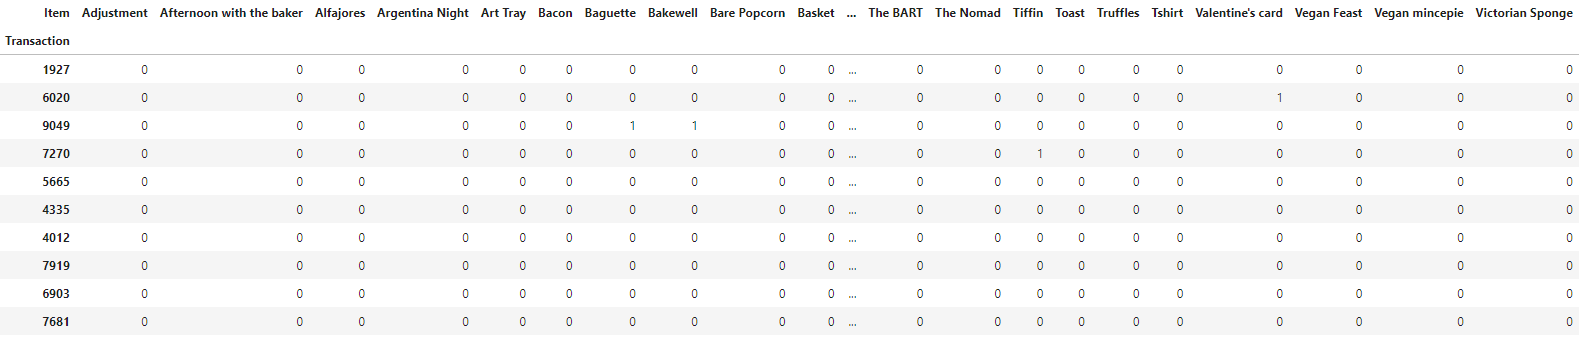 Item Adjustment Afternoon with the baker Alfajores Argentina Night Art Tray Bacon Baguette Bakewell Bare Popcorn Basket ... The BART The Nomad Tiffin Toast Truffles Tshirt Valentine's card Vegan Feast Vegan mincepie Victorian Sponge
Transaction
1927 0 0 0 0 0 0 0 0 0 0 ... 0 0 0 0 0 0 0 0 0 0
6020 0 0 0 0 0 0 0 0 0 0 ... 0 0 0 0 0 0 1 0 0 0
9049 0 0 0 0 0 0 1 1 0 0 ... 0 0 0 0 0 0 0 0 0 0
7270 0 0 0 0 0 0 0 0 0 0 ... 0 0 1 0 0 0 0 0 0 0
5665 0 0 0 0 0 0 0 0 0 0 ... 0 0 0 0 0 0 0 0 0 0
4335 0 0 0 0 0 0 0 0 0 0 ... 0 0 0 0 0 0 0 0 0 0
4012 0 0 0 0 0 0 0 0 0 0 ... 0 0 0 0 0 0 0 0 0 0
7919 0 0 0 0 0 0 0 0 0 0 ... 0 0 0 0 0 0 0 0 0 0
6903 0 0 0 0 0 0 0 0 0 0 ... 0 0 0 0 0 0 0 0 0 0
7681 0 0 0 0 0 0 0 0 0 0 ... 0 0 0 0 0 0 0 0 0 0